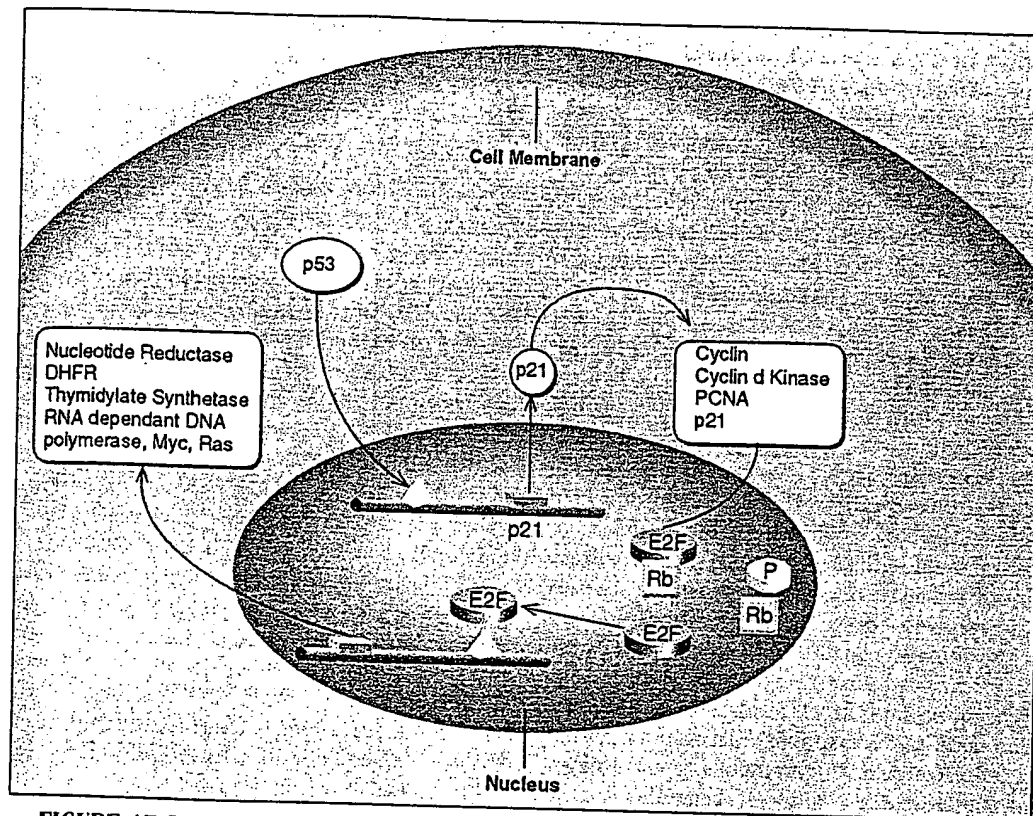 Cell Membrane
p53
Nucleotide Reductase
DHFR
Thymidylate Synthetase
RNA dependant DNA
polymerase, Myc, Ras
p21
Cyclin
Cyclin d Kinase
PCNA
p21
p21
E2F
Rb
P
Rb
E2F
E2F
Nucleus